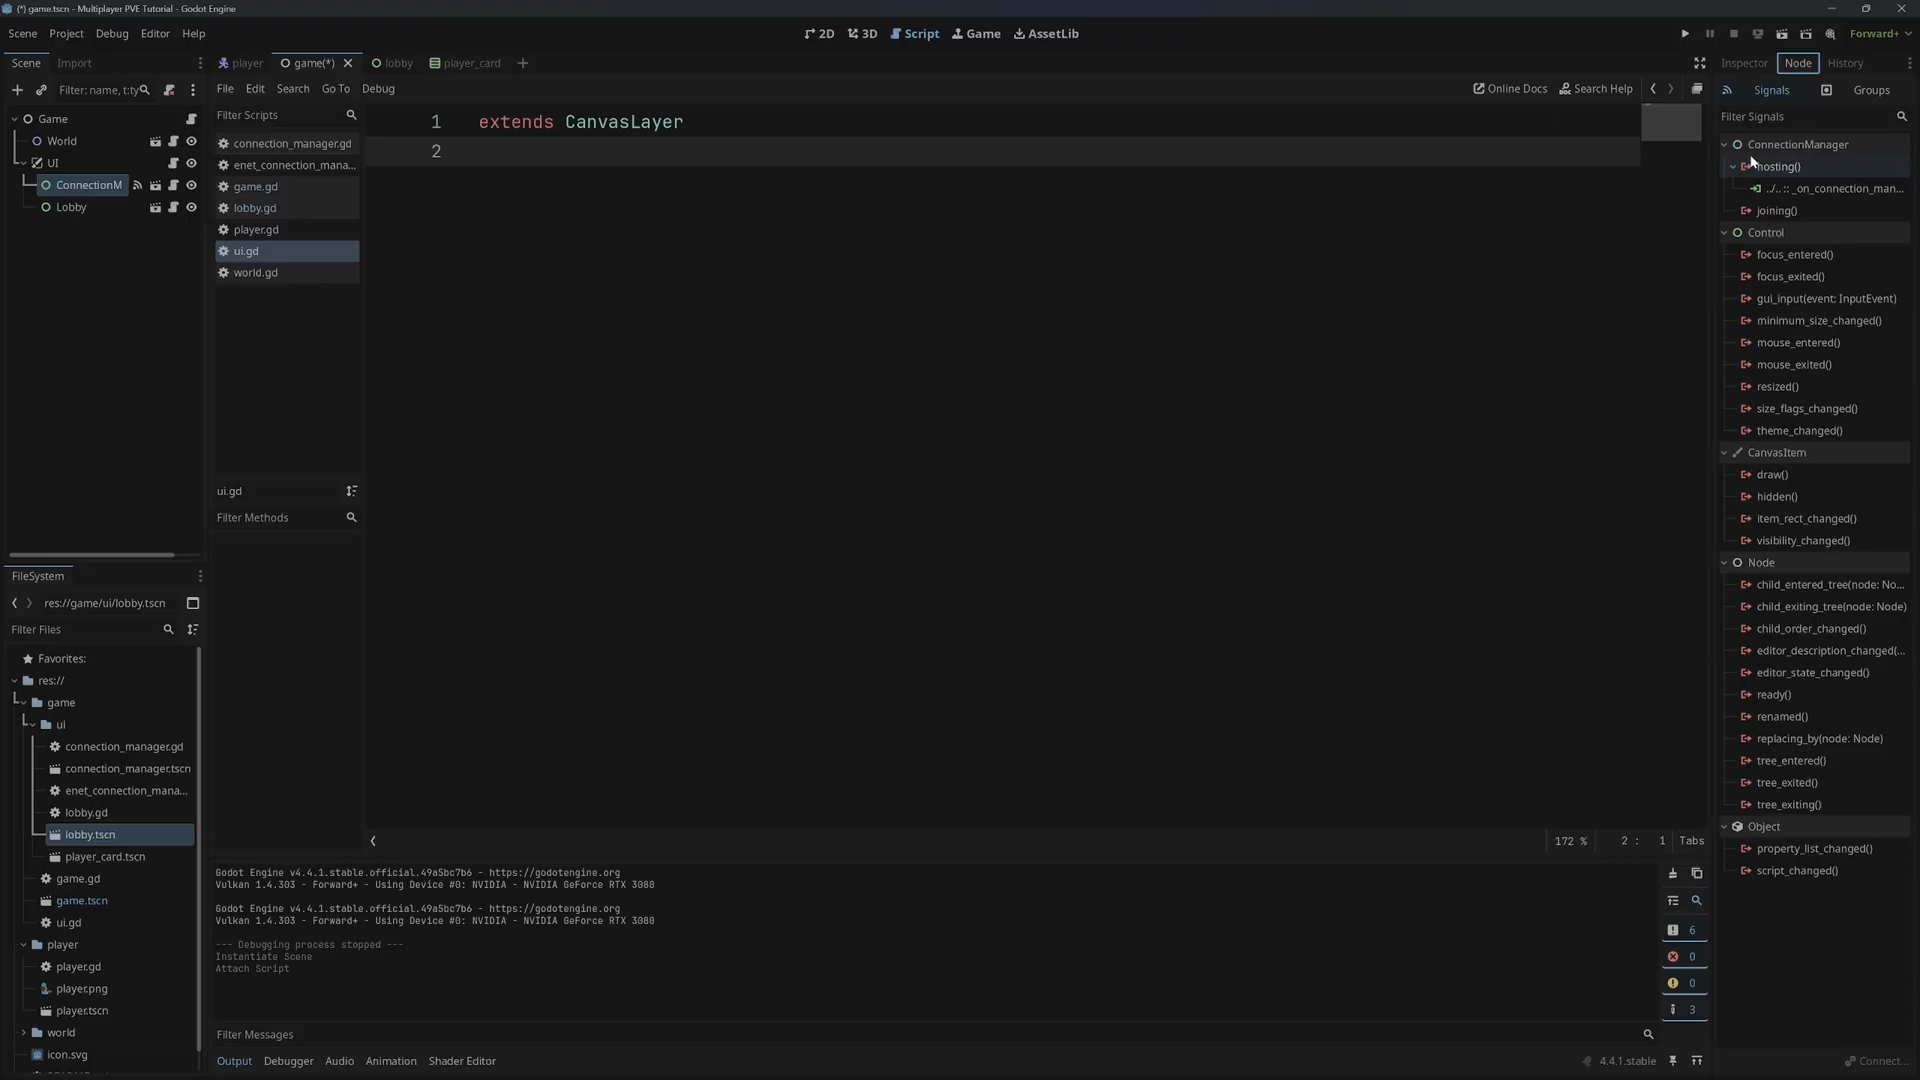 (*) game.tscn - Multiplayer PVE Tutorial - Godot Engine
Scene Project Debug Editor Help
2D 3D Script Game AssetLib
Forward+
Scene Import
player game(*) lobby player_card
Inspector Node History
Filter: name, t:ty
File Edit Search Go To Debug
Online Docs Search Help
Signals Groups
Game
World
UI
ConnectionM
Lobby
Filter Scripts
connection_manager.gd
enet_connection_mana...
game.gd
lobby.gd
player.gd
ui.gd
world.gd
ui.gd
Filter Methods
1 extends CanvasLayer
2
172 % 2 : 1 Tabs
Filter Signals
ConnectionManager
hosting()
../.. :: _on_connection_man...
joining()
Control
focus_entered()
focus_exited()
gui_input(event: InputEvent)
minimum_size_changed()
mouse_entered()
mouse_exited()
resized()
size_flags_changed()
theme_changed()
CanvasItem
draw()
hidden()
item_rect_changed()
visibility_changed()
Node
child_entered_tree(node: No...
child_exiting_tree(node: Node)
child_order_changed()
editor_description_changed(...
editor_state_changed()
ready()
renamed()
replacing_by(node: Node)
tree_entered()
tree_exited()
tree_exiting()
Object
property_list_changed()
script_changed()
Connect...
FileSystem
res://game/ui/lobby.tscn
Filter Files
Favorites:
res://
game
ui
connection_manager.gd
connection_manager.tscn
enet_connection_mana...
lobby.gd
lobby.tscn
player_card.tscn
game.gd
game.tscn
ui.gd
player
player.gd
player.png
player.tscn
world
icon.svg
Godot Engine v4.4.1.stable.official.49a5bc7b6 - https://godotengine.org
Vulkan 1.4.303 - Forward+ - Using Device #0: NVIDIA - NVIDIA GeForce RTX 3080
Godot Engine v4.4.1.stable.official.49a5bc7b6 - https://godotengine.org
Vulkan 1.4.303 - Forward+ - Using Device #0: NVIDIA - NVIDIA GeForce RTX 3080
--- Debugging process stopped ---
Instantiate Scene
Attach Script
6
0
0
3
Filter Messages
Output Debugger Audio Animation Shader Editor
4.4.1.stable